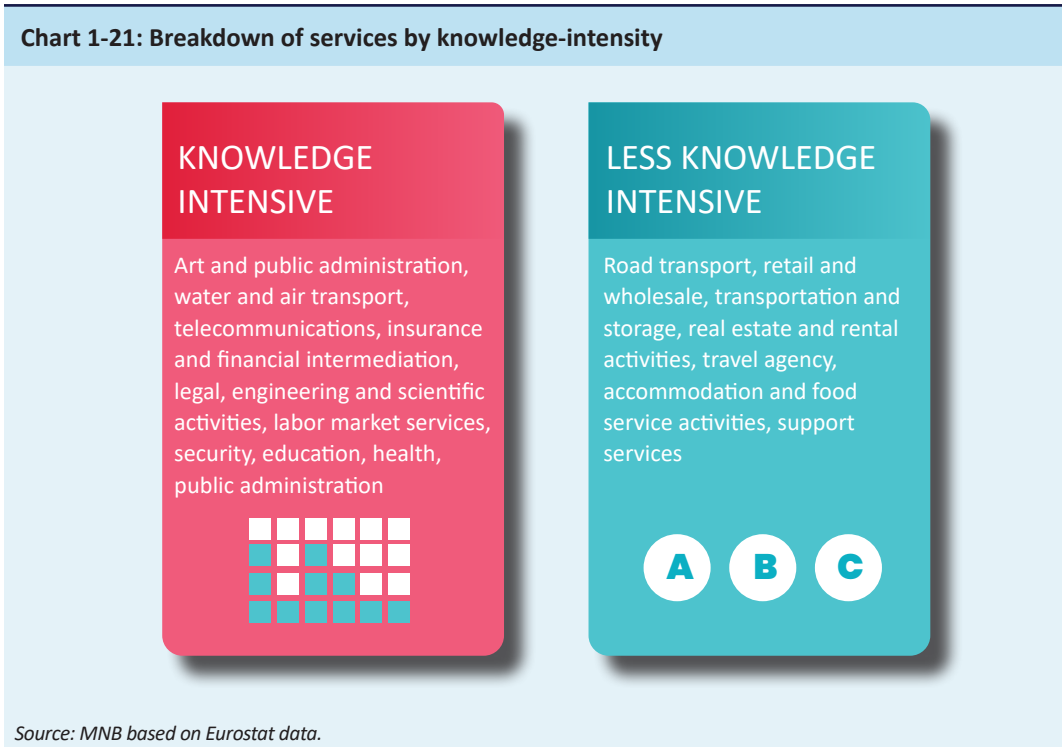 Chart 1-21: Breakdown of services by knowledge-intensity
KNOWLEDGE
INTENSIVE
Art and public administration,
water and air transport,
telecommunications, insurance
and financial intermediation,
legal, engineering and scientific
activities, labor market services,
security, education, health,
public administration
LESS KNOWLEDGE
INTENSIVE
Road transport, retail and
wholesale, transportation and
storage, real estate and rental
activities, travel agency,
accommodation and food
service activities, support
services
A B C
Source: MNB based on Eurostat data.